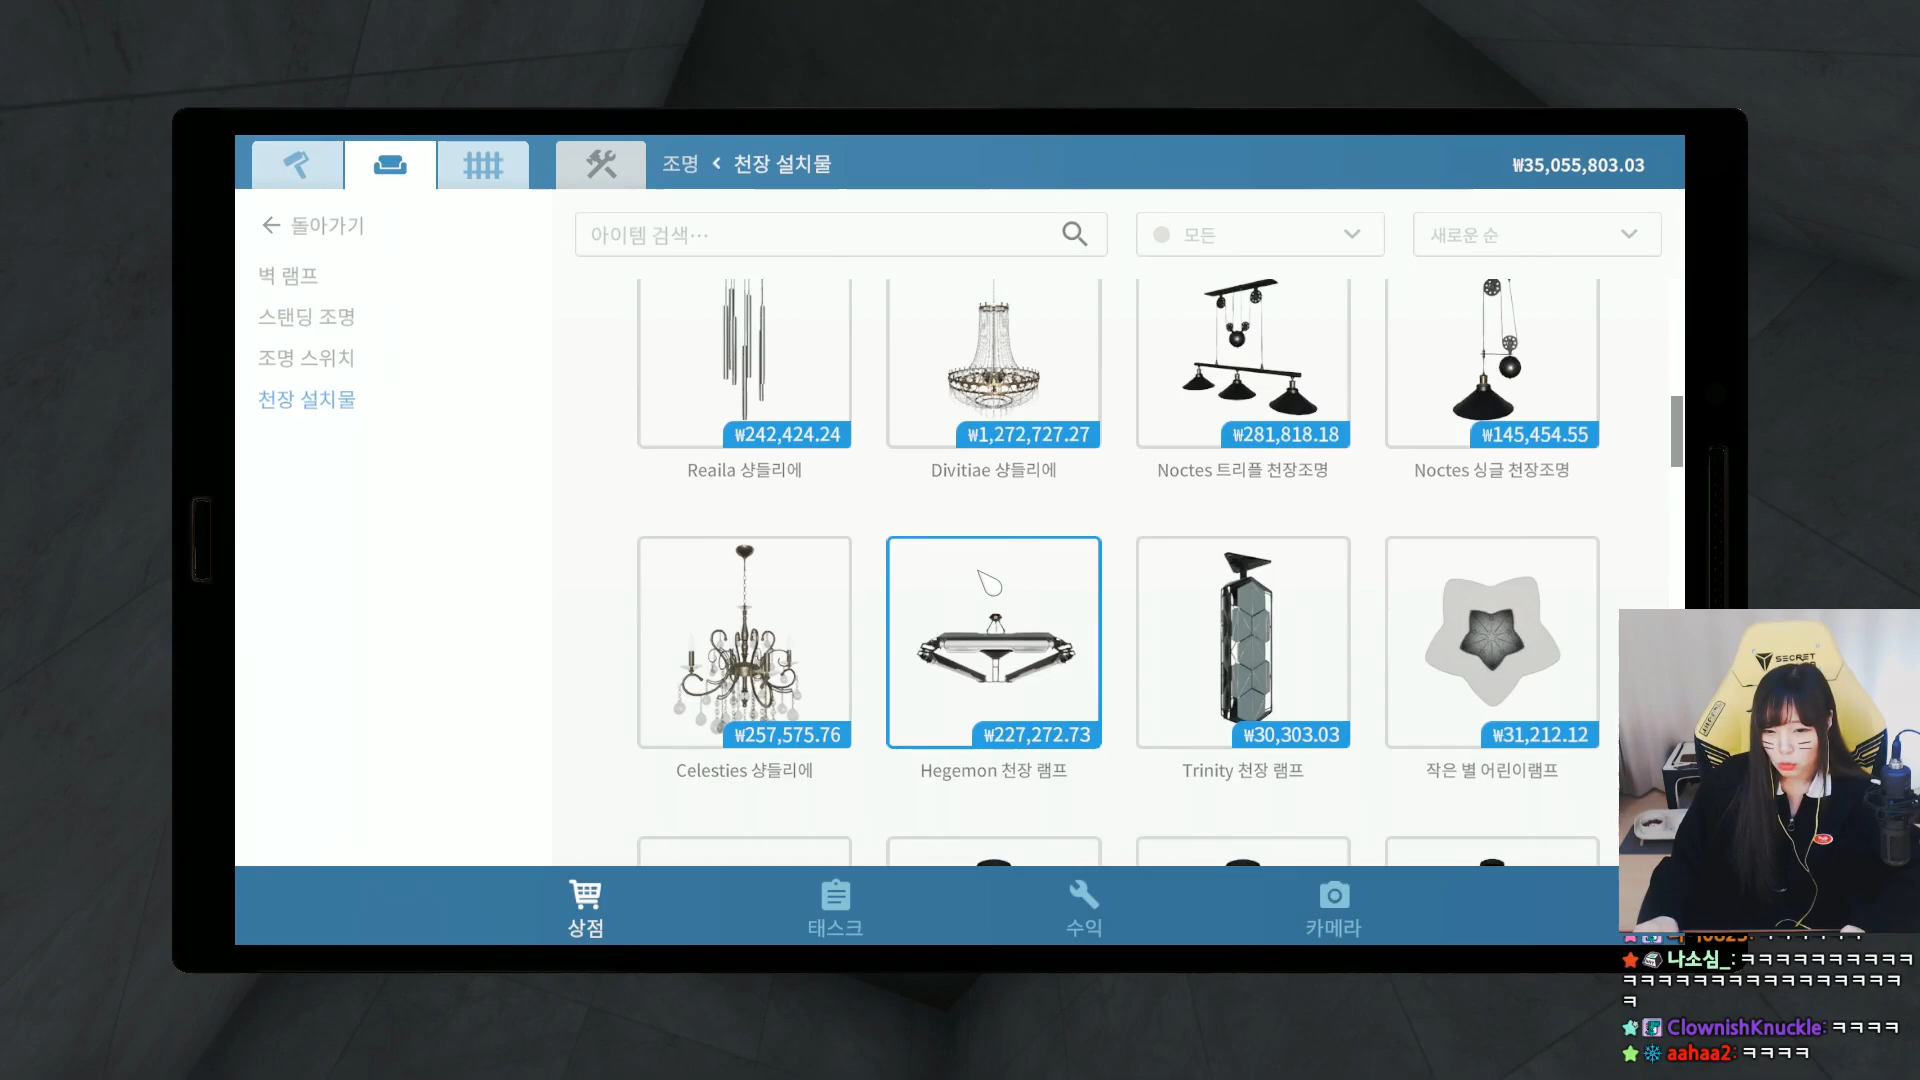 조명 < 천장 설치물
₩35,055,803.03
돌아가기
벽 램프
스탠딩 조명
조명 스위치
천장 설치물
아이템 검색…
모든
새로운 순
₩242,424.24
₩1,272,727.27
₩281,818.18
₩145,454.55
Reaila 샹들리에
Divitiae 샹들리에
Noctes 트리플 천장조명
Noctes 싱글 천장조명
₩257,575.76
₩227,272.73
₩30,303.03
₩31,212.12
Celesties 샹들리에
Hegemon 천장 램프
Trinity 천장 램프
작은 별 어린이램프
상점
태스크
수익
카메라
SECRET
나소심_: ㅋㅋㅋㅋㅋㅋㅋㅋㅋㅋ
ㅋㅋㅋㅋㅋㅋㅋㅋㅋㅋㅋㅋㅋㅋㅋㅋ
ㅋ
ClownishKnuckle: ㅋㅋㅋㅋ
aahaa2: ㅋㅋㅋㅋ